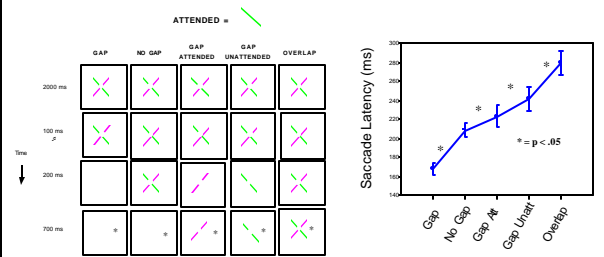 ATTENDED =
GAP
NO GAP
GAP ATTENDED
GAP UNATTENDED
OVERLAP
2000 ms
100 ms
Time
200 ms
700 ms
* * * * *
Saccade Latency (ms)
300
280
260
240
220
200
180
160
140
* * * *
* = p < .05
Gap
No Gap
Gap Att
Gap Unatt
Overlap